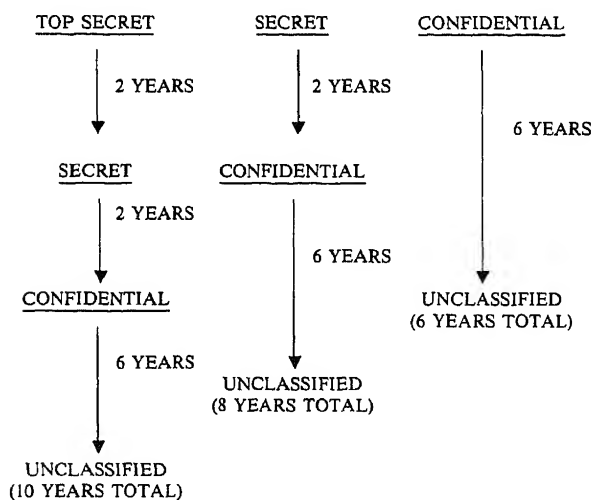 TOP SECRET
2 YEARS
SECRET
2 YEARS
CONFIDENTIAL
6 YEARS
UNCLASSIFIED
(10 YEARS TOTAL)
SECRET
2 YEARS
CONFIDENTIAL
6 YEARS
UNCLASSIFIED
(8 YEARS TOTAL)
CONFIDENTIAL
6 YEARS
UNCLASSIFIED
(6 YEARS TOTAL)